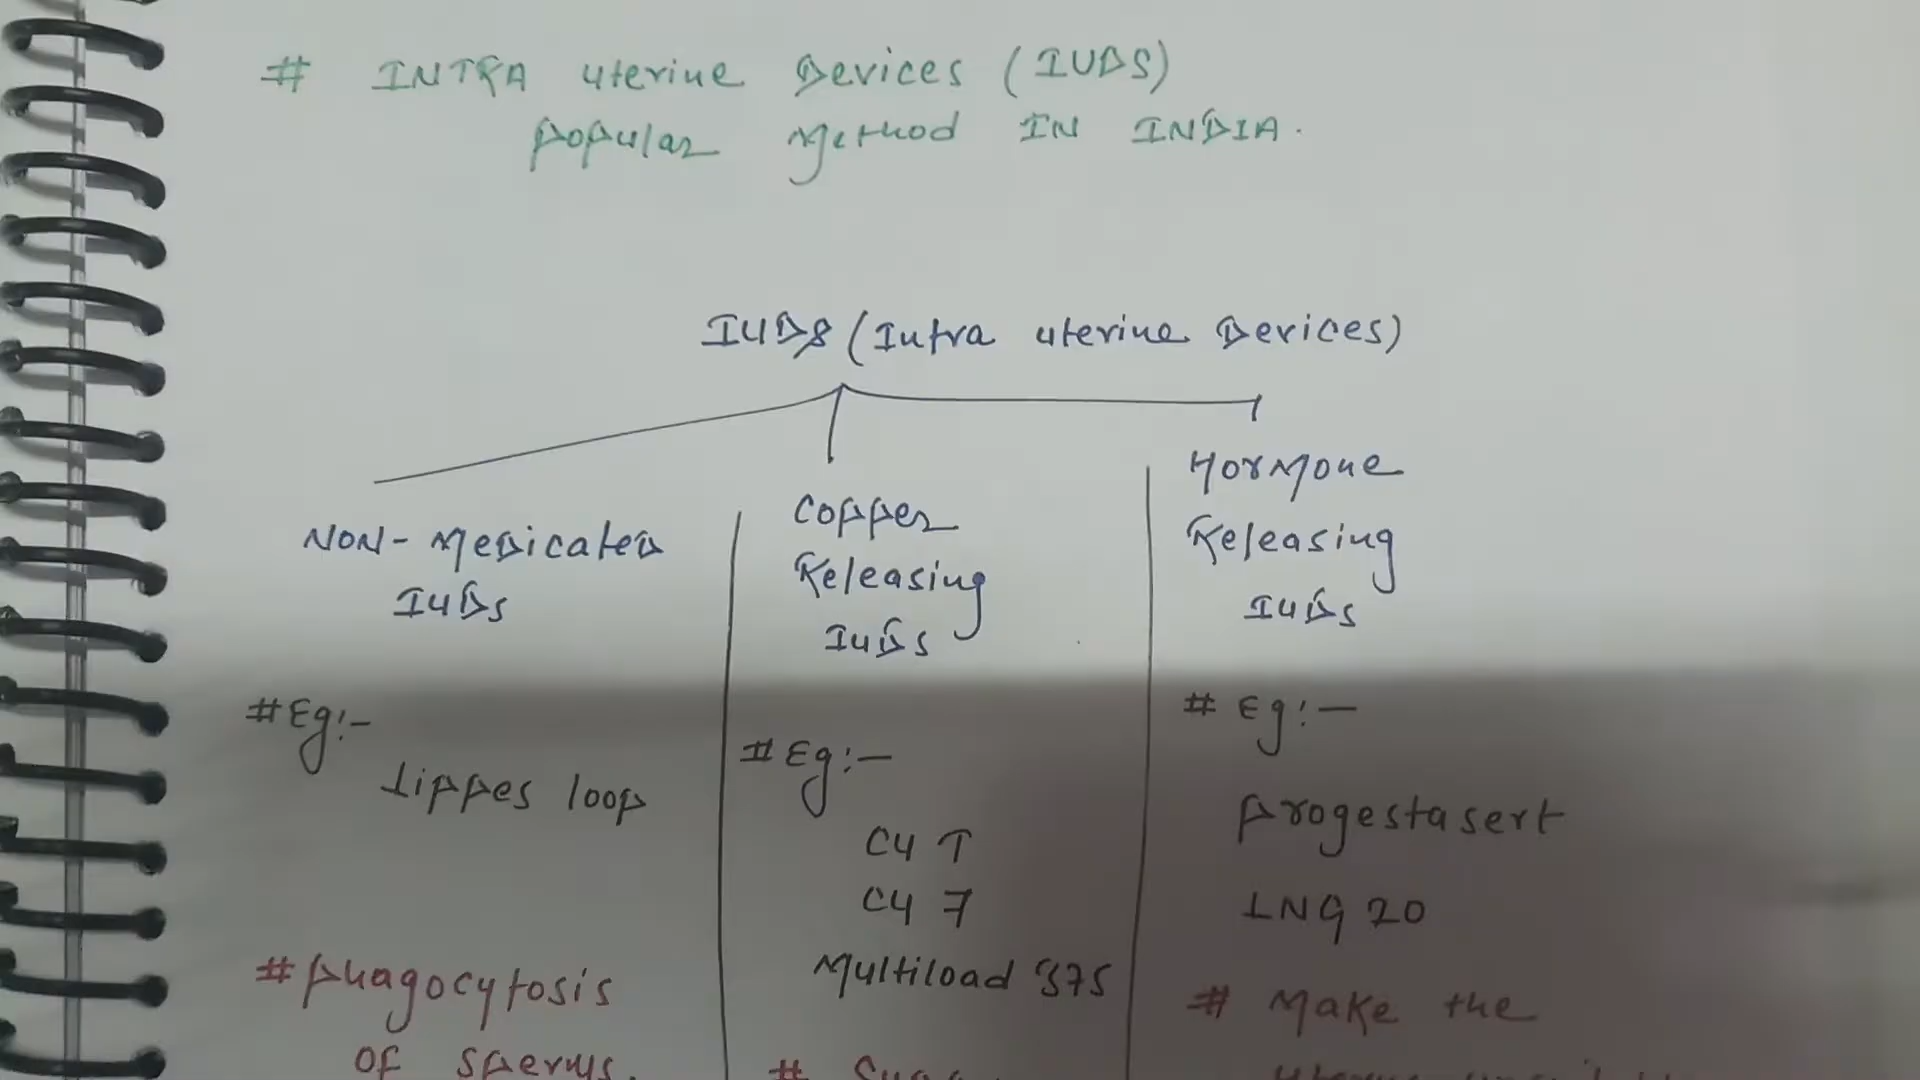 # INTRA uterine Devices (IUDS)
popular Method IN INDIA.
IUDS (Intra uterine Devices)
NON-Medicated
IUDs
#Eg:-
Lippes loop
#phagocytosis
OF sperms.
Copper
Releasing
IUDs
# Eg:-
Cu T
Cu 7
Multiload 375
#
Hormone
Releasing
IUDs
# Eg:-
progestasert
LNG 20
# Make the